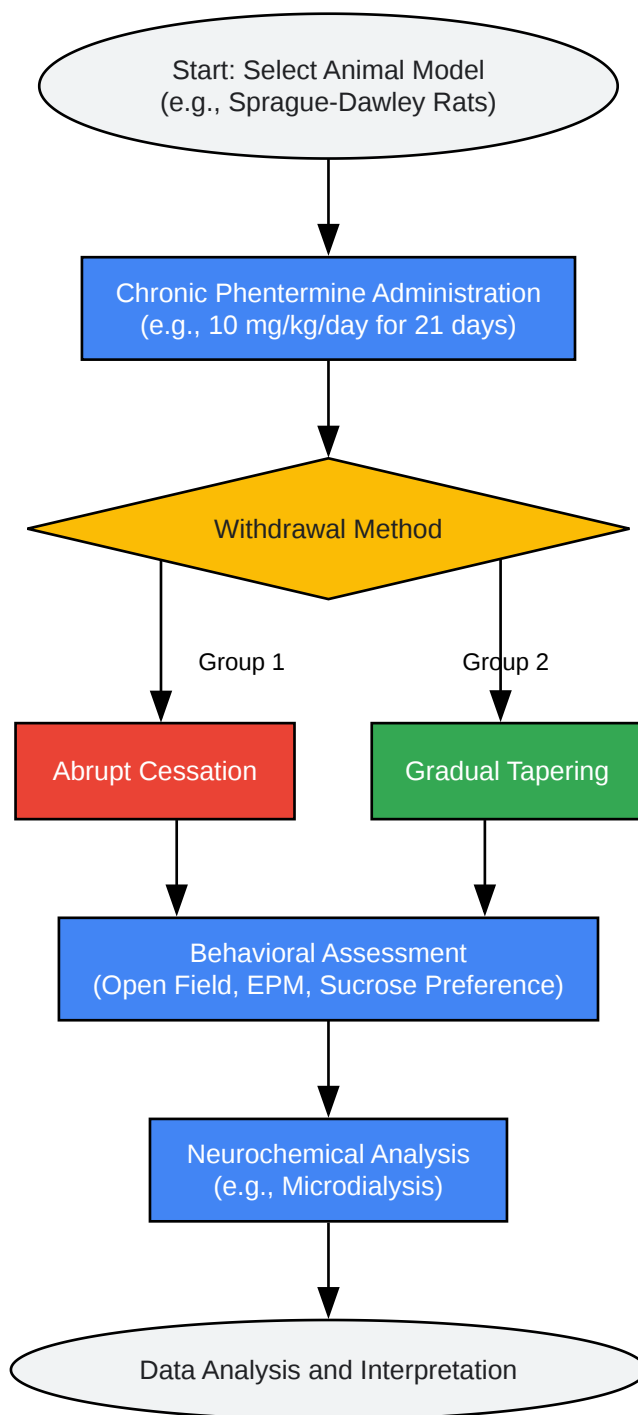 Start: Select Animal Model
(e.g., Sprague-Dawley Rats)
Chronic Phentermine Administration
(e.g., 10 mg/kg/day for 21 days)
Withdrawal Method
Group 1
Group 2
Abrupt Cessation
Gradual Tapering
Behavioral Assessment
(Open Field, EPM, Sucrose Preference)
Neurochemical Analysis
(e.g., Microdialysis)
Data Analysis and Interpretation